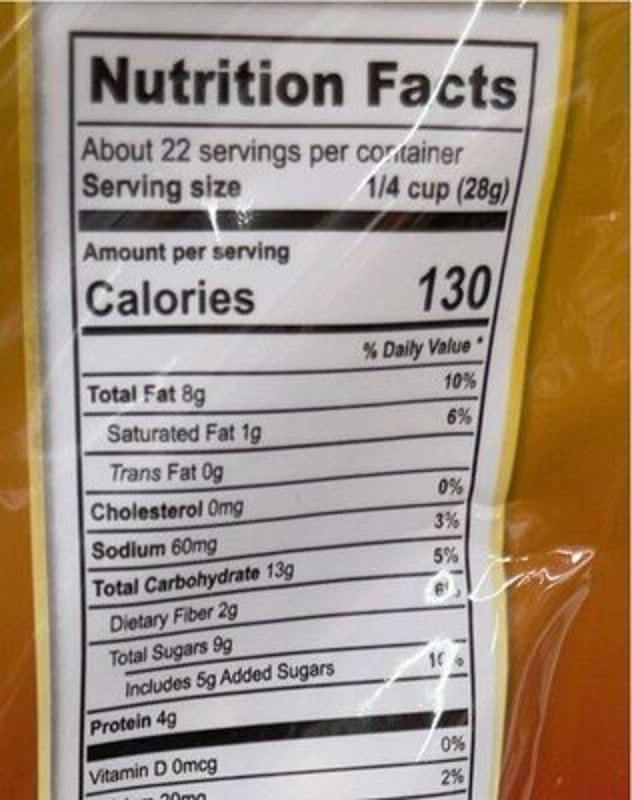 Nutrition Facts
About 22 servings per container
Serving size 1/4 cup (28g)
Amount per serving
Calories 130
% Daily Value *
Total Fat 8g 10%
Saturated Fat 1g 6%
Trans Fat 0g
Cholesterol 0mg 0%
Sodium 60mg 3%
Total Carbohydrate 13g 5%
Dietary Fiber 2g
Total Sugars 9g
Includes 5g Added Sugars
Protein 4g
Vitamin D 0mcg 0%
20mg 2%